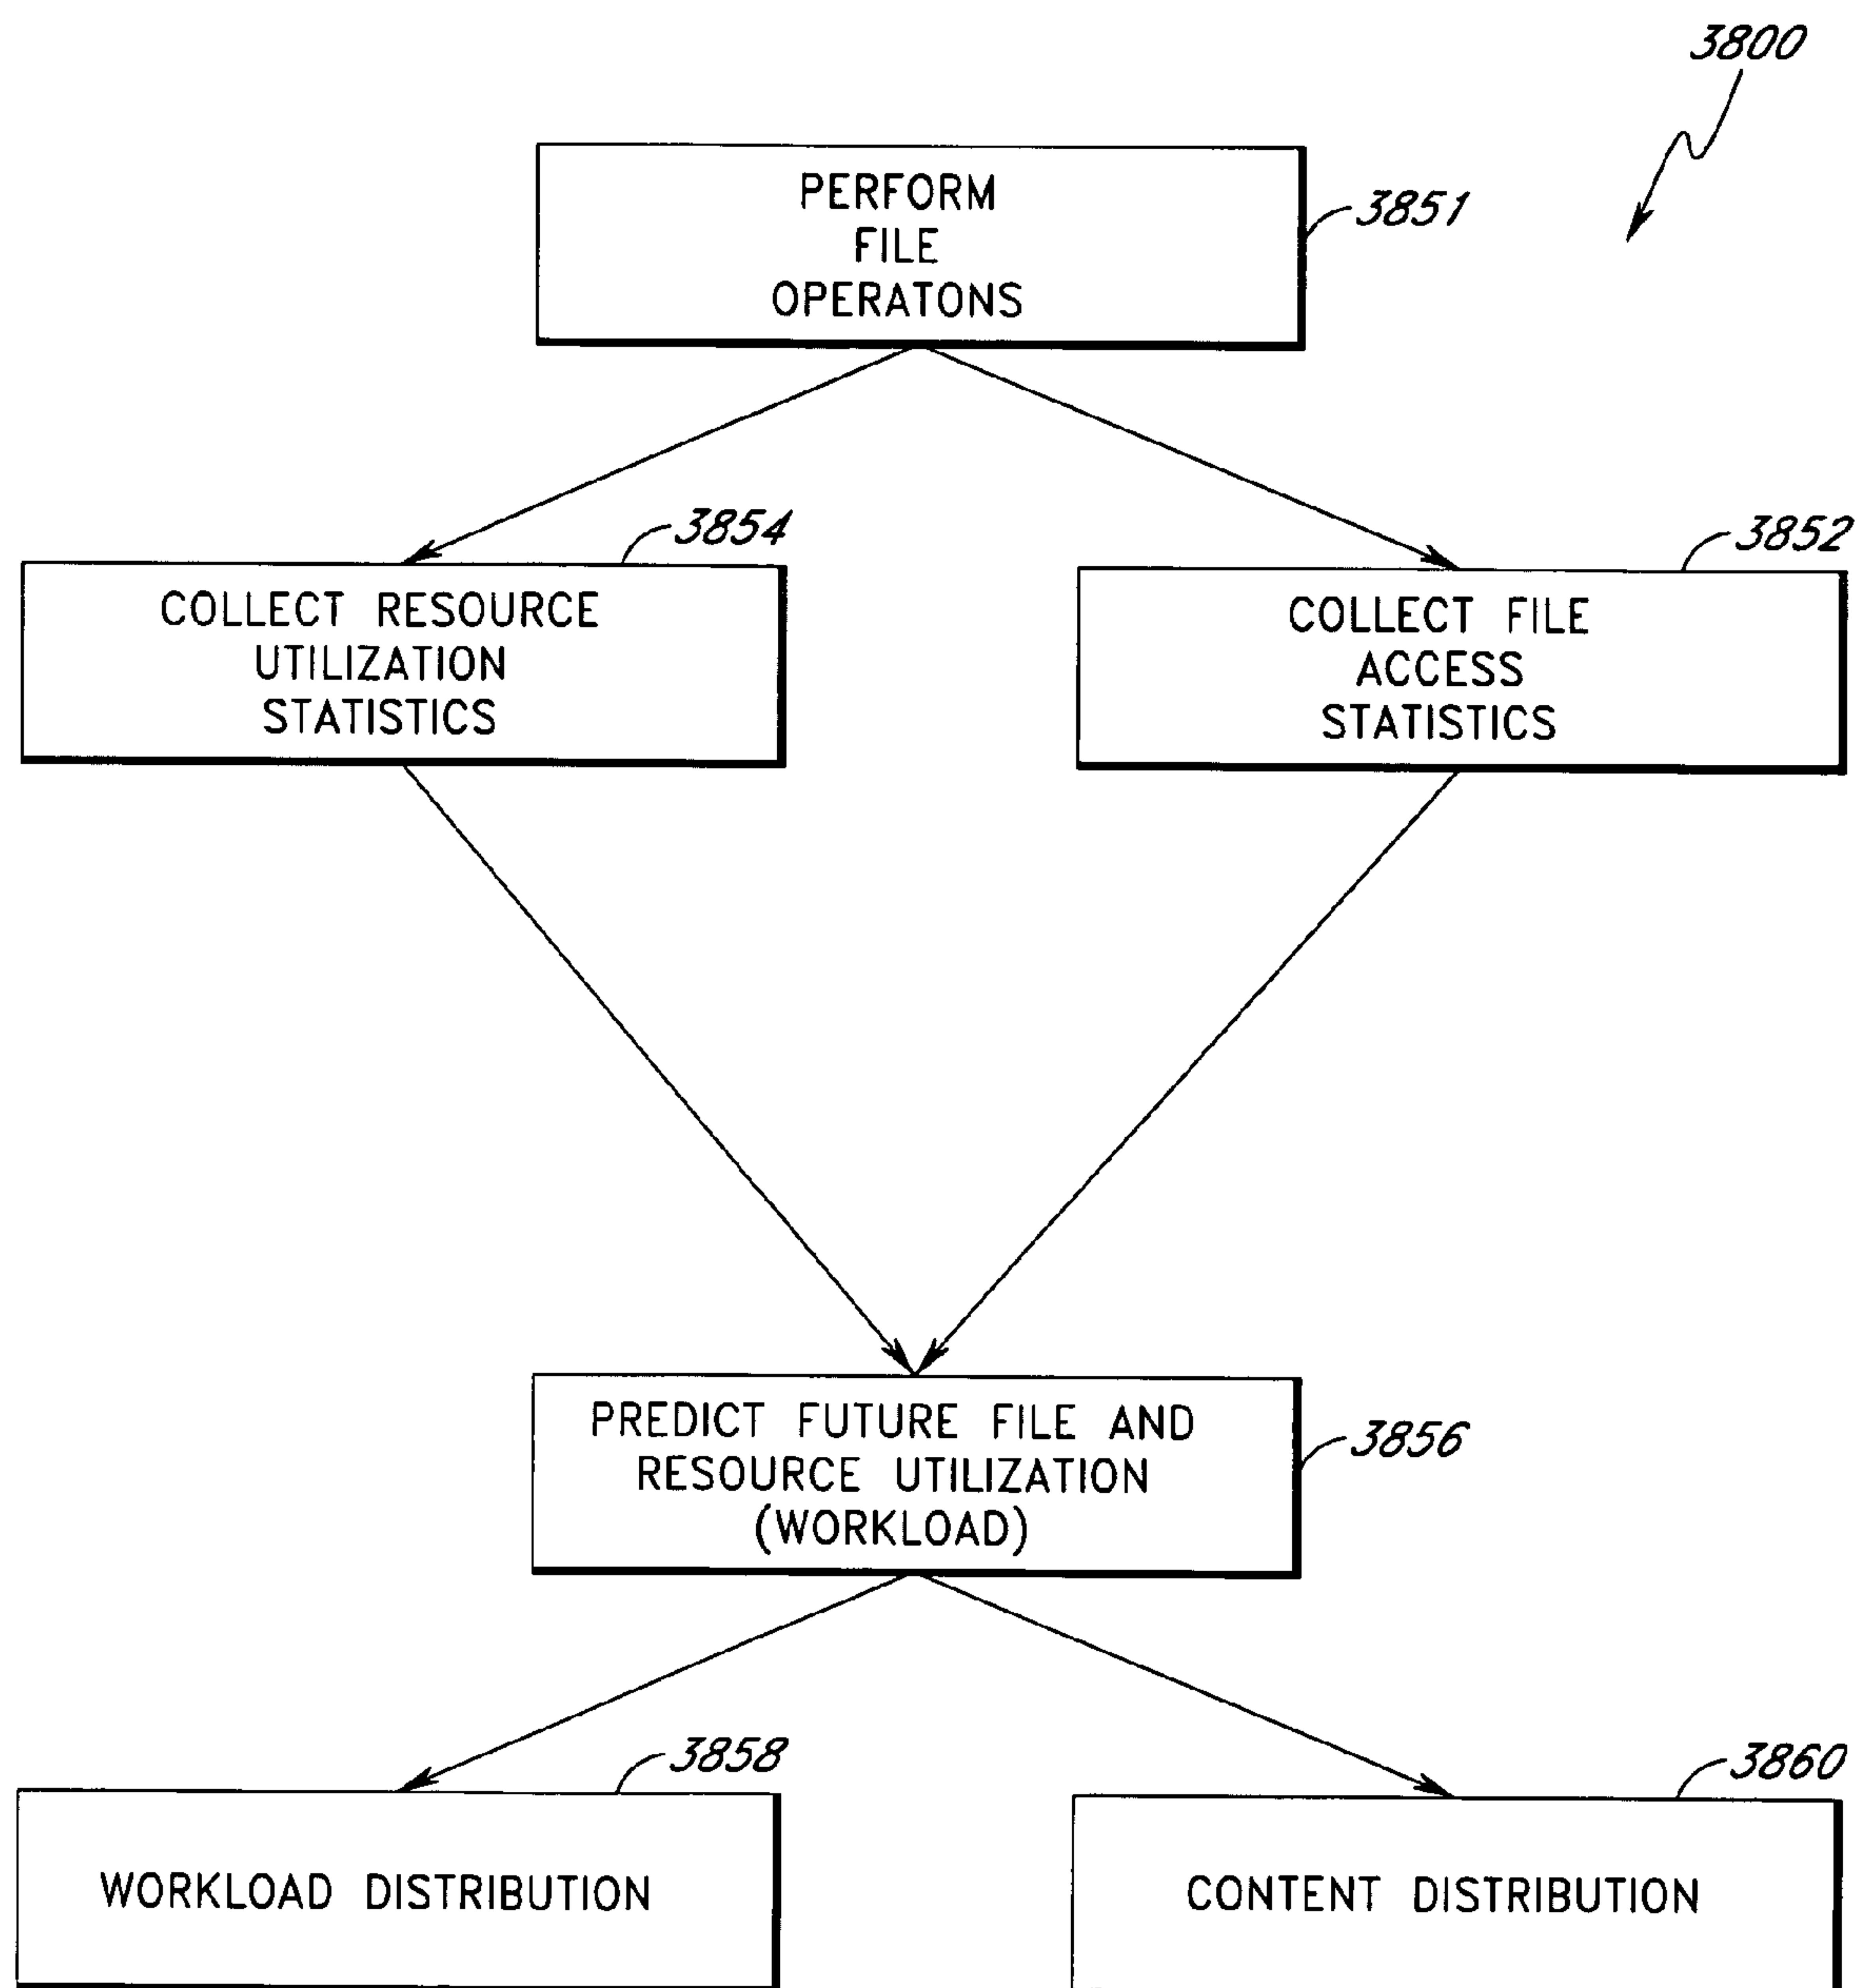 3800
PERFORM
FILE
OPERATONS
3851
3854
COLLECT RESOURCE
UTILIZATION
STATISTICS
3852
COLLECT FILE
ACCESS
STATISTICS
PREDICT FUTURE FILE AND
RESOURCE UTILIZATION
(WORKLOAD)
3856
3858
WORKLOAD DISTRIBUTION
3860
CONTENT DISTRIBUTION